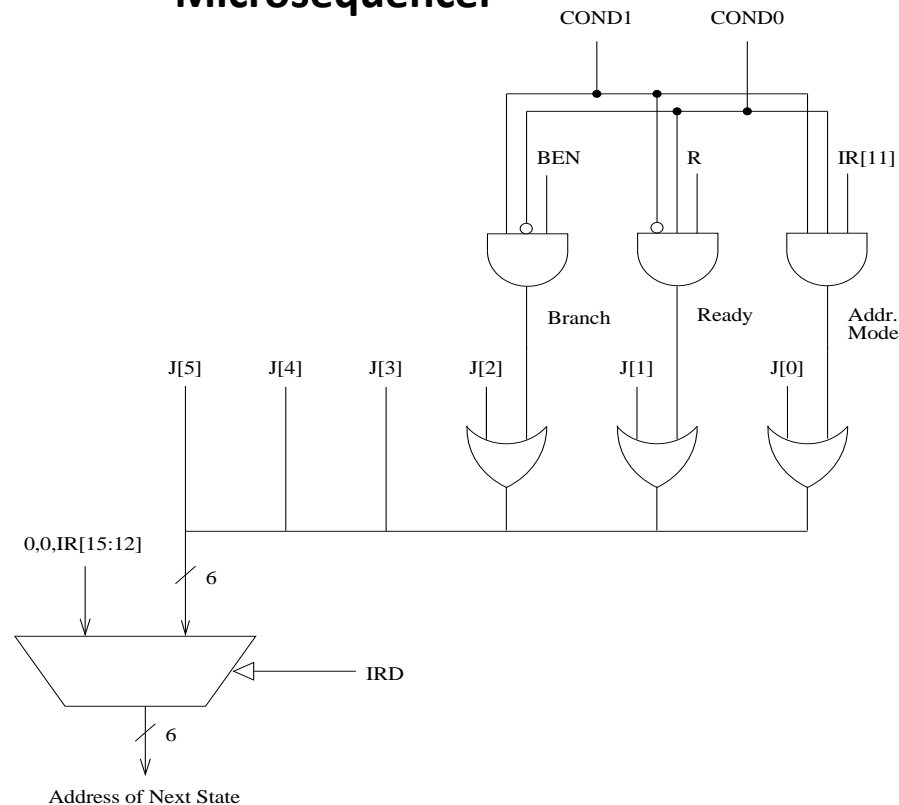 Microsequencer
COND1
COND0
BEN
R
IR[11]
Branch
Ready
Addr.
Mode
J[5]
J[4]
J[3]
J[2]
J[1]
J[0]
0,0,IR[15:12]
6
IRD
6
Address of Next State